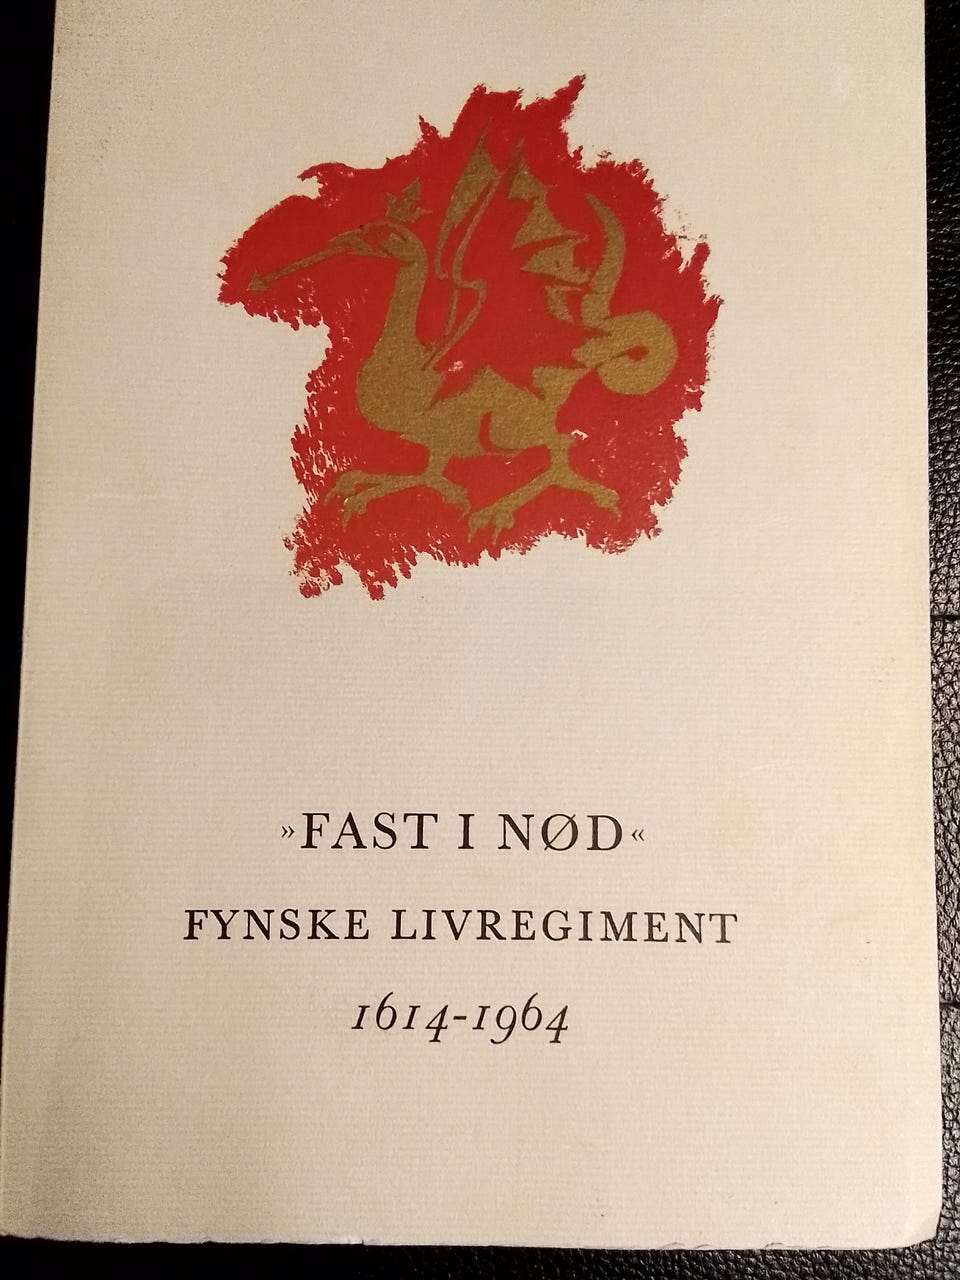 »FAST I NØD«
FYNSKE LIVREGIMENT
1614-1964